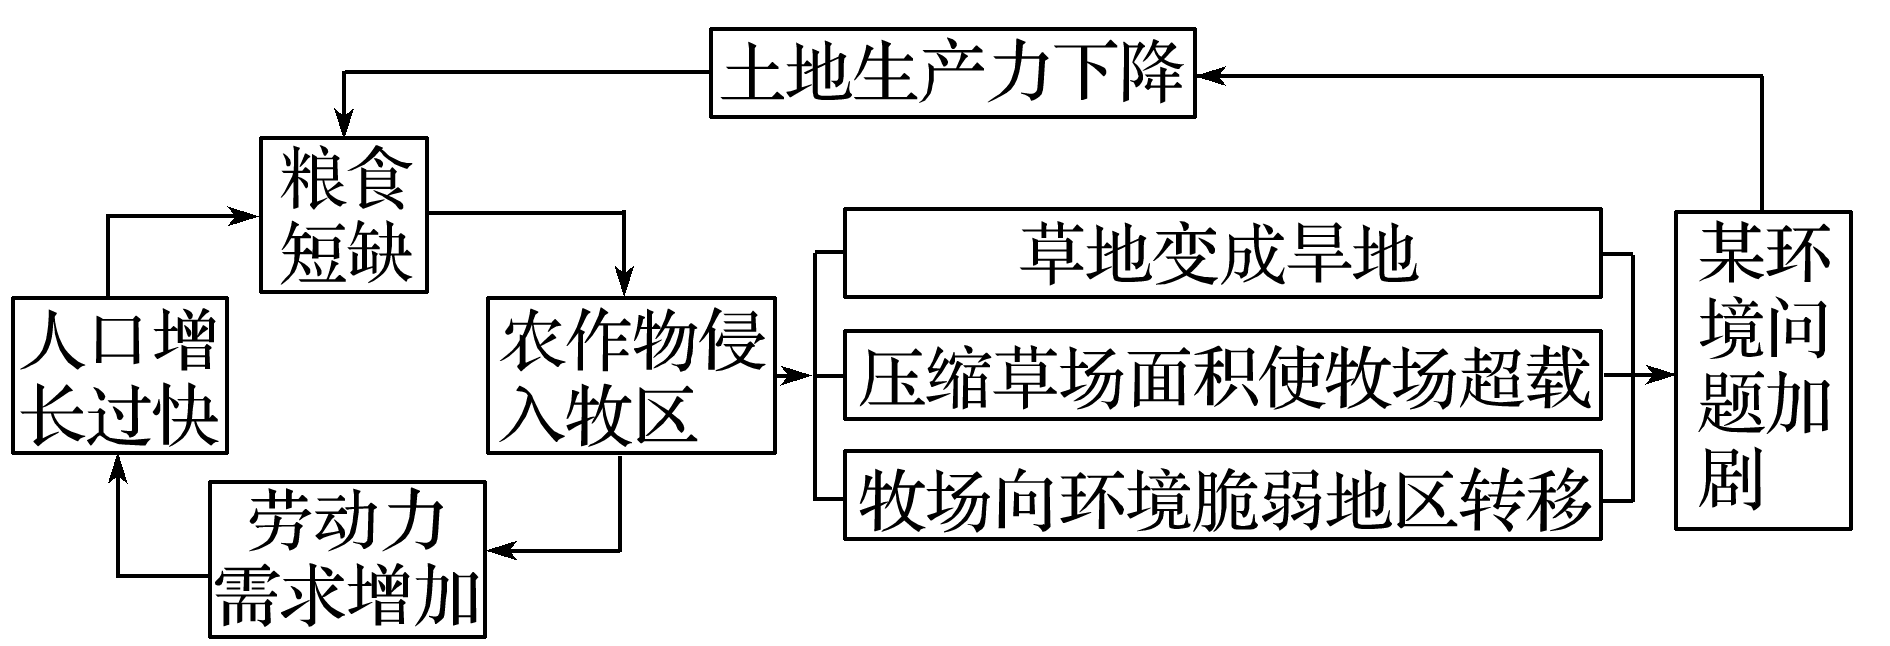 土地生产力下降
粮食
短缺
人口增
长过快
农作物侵
入牧区
劳动力
需求增加
草地变成旱地
压缩草场面积使牧场超载
牧场向环境脆弱地区转移
某环
境问
题加
剧